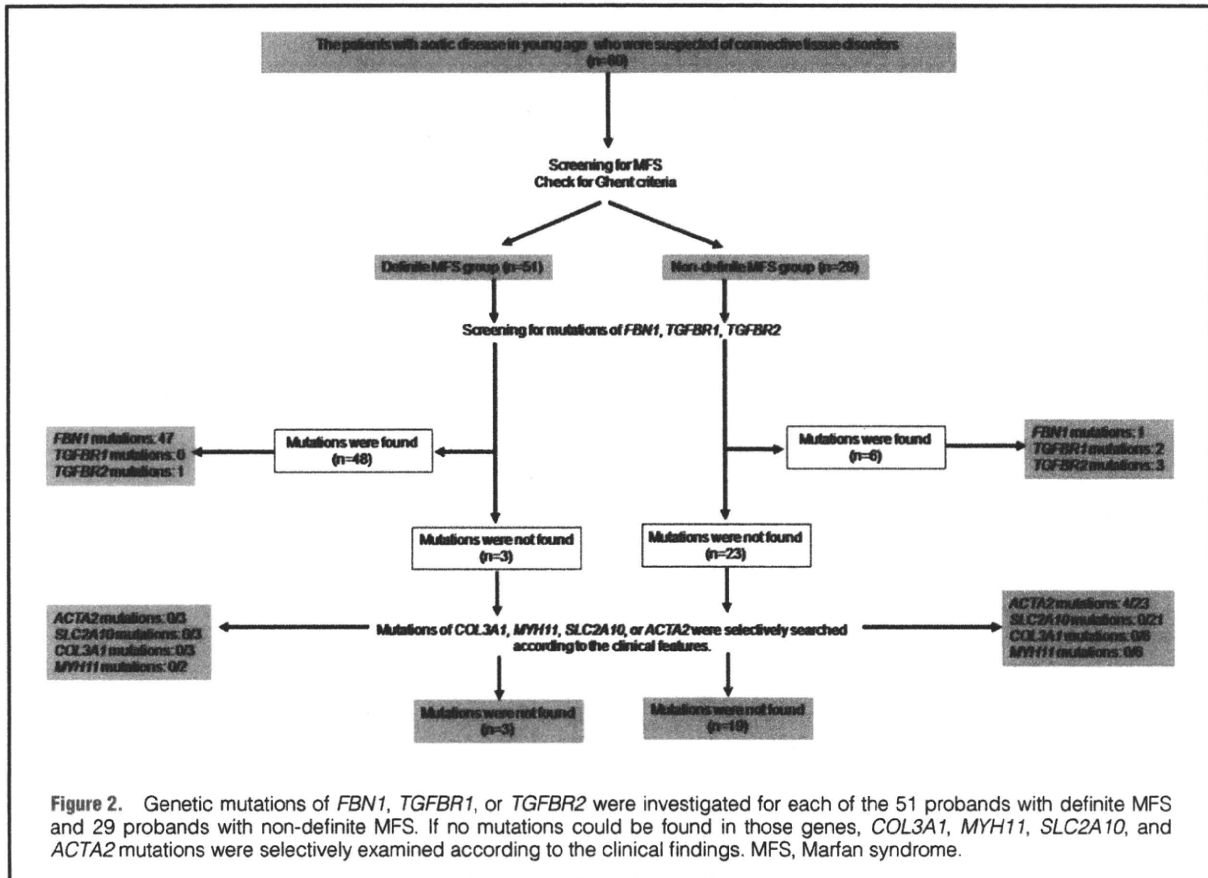 The patients with aortic disease in young age who were suspected of connective tissue disorders
(n=80)
Screening for MFS
Check for Ghent criteria
Definite MFS group (n=51)
Non-definite MFS group (n=29)
Screening for mutations of FBN1, TGFBR1, TGFBR2
FBN1 mutations: 47
TGFBR1 mutations: 0
TGFBR2 mutations: 1
Mutations were found
(n=48)
Mutations were found
(n=6)
FBN1 mutations: 1
TGFBR1 mutations: 2
TGFBR2 mutations: 3
Mutations were not found
(n=3)
Mutations were not found
(n=23)
ACTA2 mutations: 0/3
SLC2A10 mutations: 0/3
COL3A1 mutations: 0/3
MYH11 mutations: 0/2
Mutations of COL3A1, MYH11, SLC2A10, or ACTA2 were selectively searched
according to the clinical features.
ACTA2 mutations: 4/23
SLC2A10 mutations: 0/21
COL3A1 mutations: 0/6
MYH11 mutations: 0/6
Mutations were not found
(n=3)
Mutations were not found
(n=19)
Figure 2. Genetic mutations of FBN1, TGFBR1, or TGFBR2 were investigated for each of the 51 probands with definite MFS
and 29 probands with non-definite MFS. If no mutations could be found in those genes, COL3A1, MYH11, SLC2A10, and
ACTA2 mutations were selectively examined according to the clinical findings. MFS, Marfan syndrome.